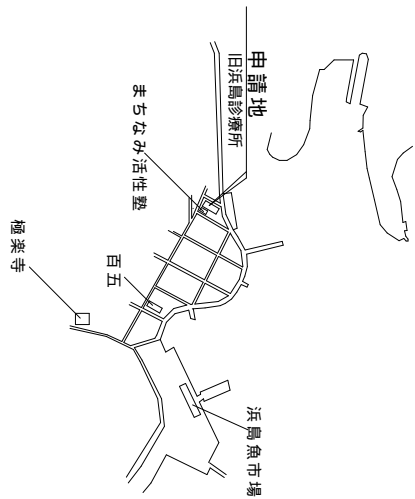 申請地
旧浜島診療所
まちなみ活性塾
百五
極楽寺
浜島魚市場